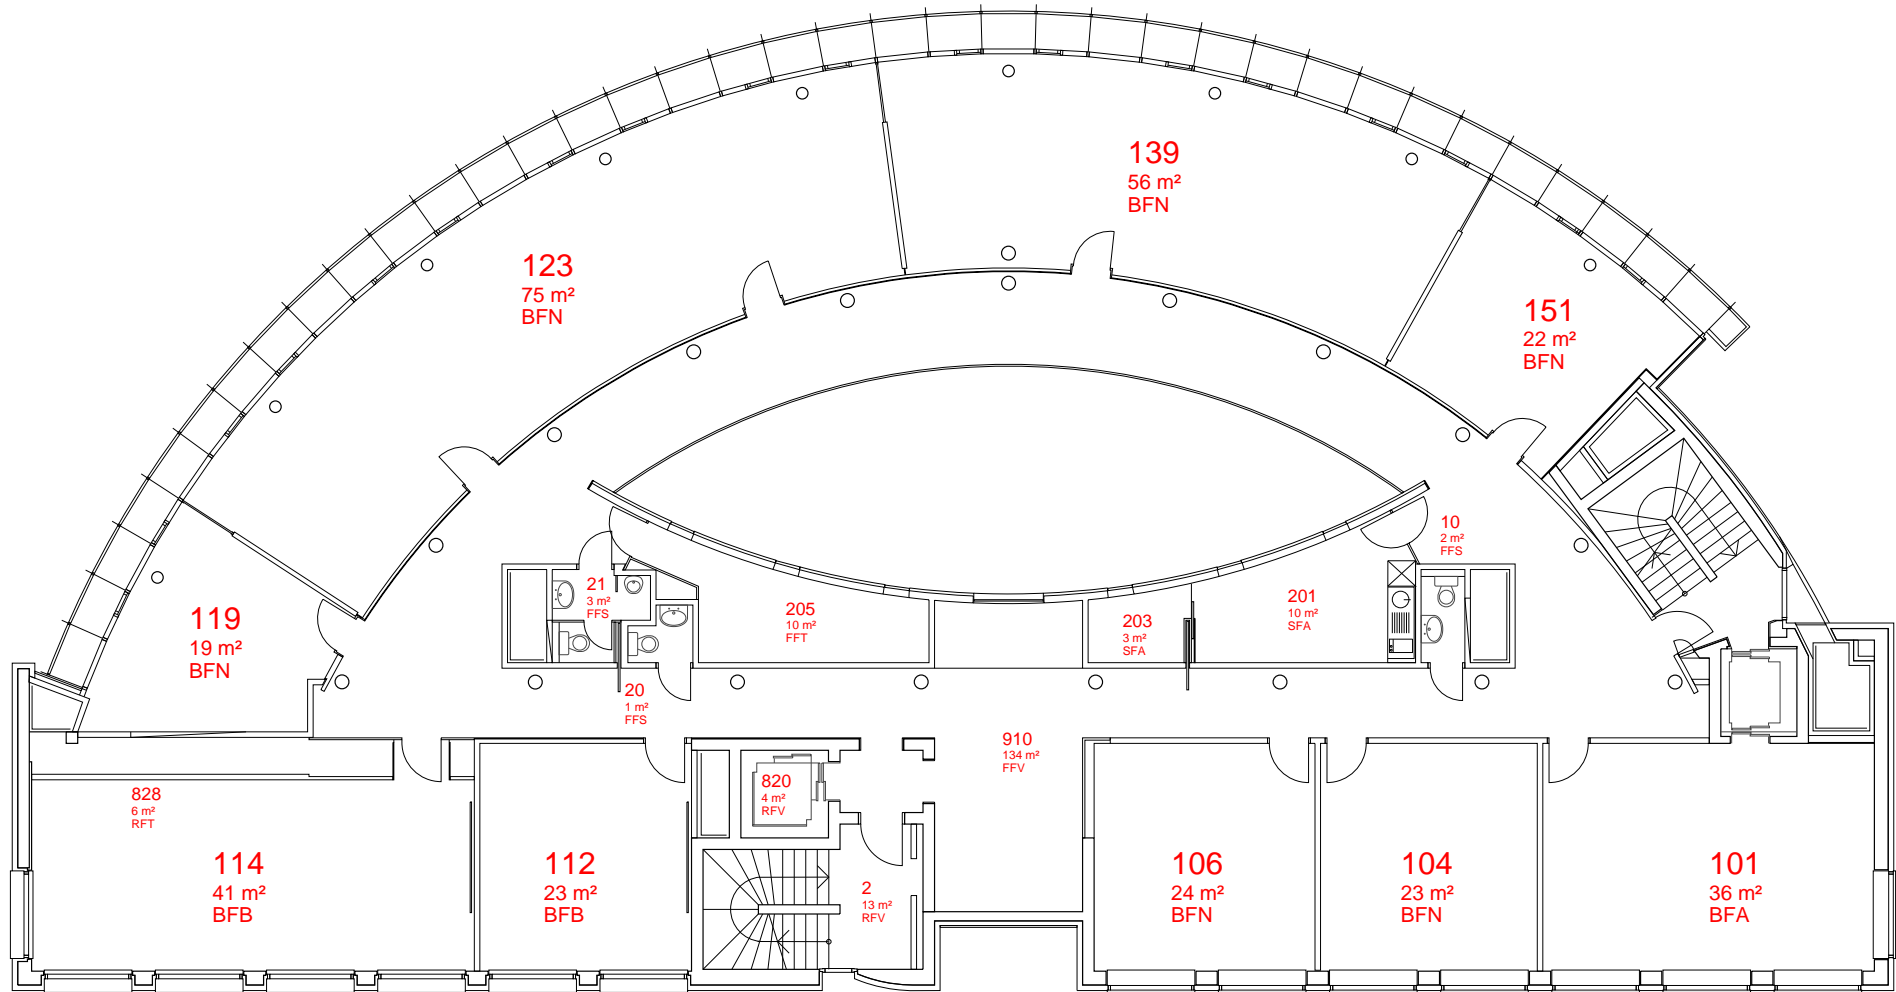 139
56 m²
BFN
123
75 m²
BFN
151
22 m²
BFN
10
2 m²
FFS
21
3 m²
FFS
201
10 m²
SFA
205
10 m²
FFT
203
3 m²
SFA
119
19 m²
BFN
20
1 m²
FFS
910
134 m²
FFV
820
4 m²
RFV
828
6 m²
RFT
114
41 m²
BFB
112
23 m²
BFB
2
13 m²
RFV
106
24 m²
BFN
104
23 m²
BFN
101
36 m²
BFA